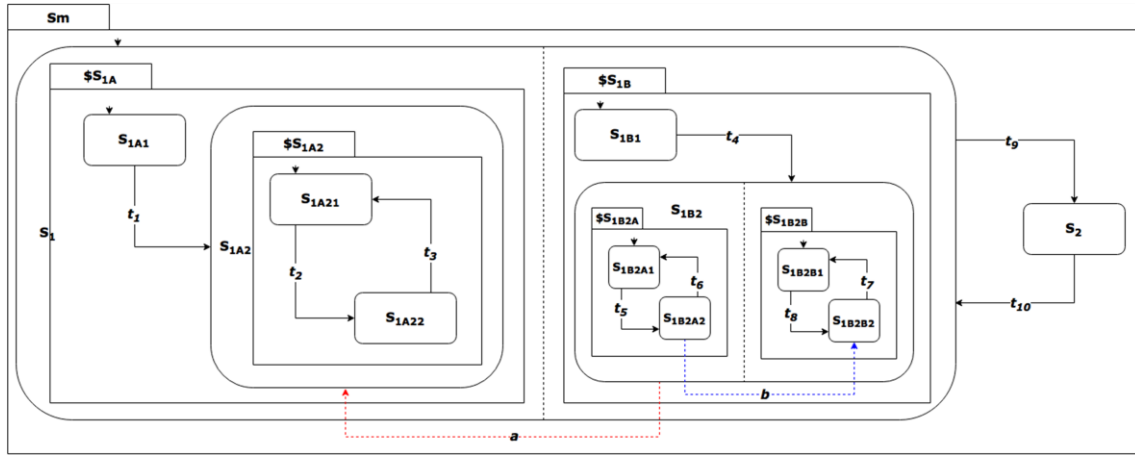 Sm
$S1A
$S1B
S1A1
S1B1
t4
$S1A2
t9
S1A21
t1
$S1B2A
S1B2
$S1B2B
S1
S1A2
S2
t2
t3
S1B2A1
t6
S1B2B1
t7
t5
t8
t10
S1A22
S1B2A2
S1B2B2
b
a